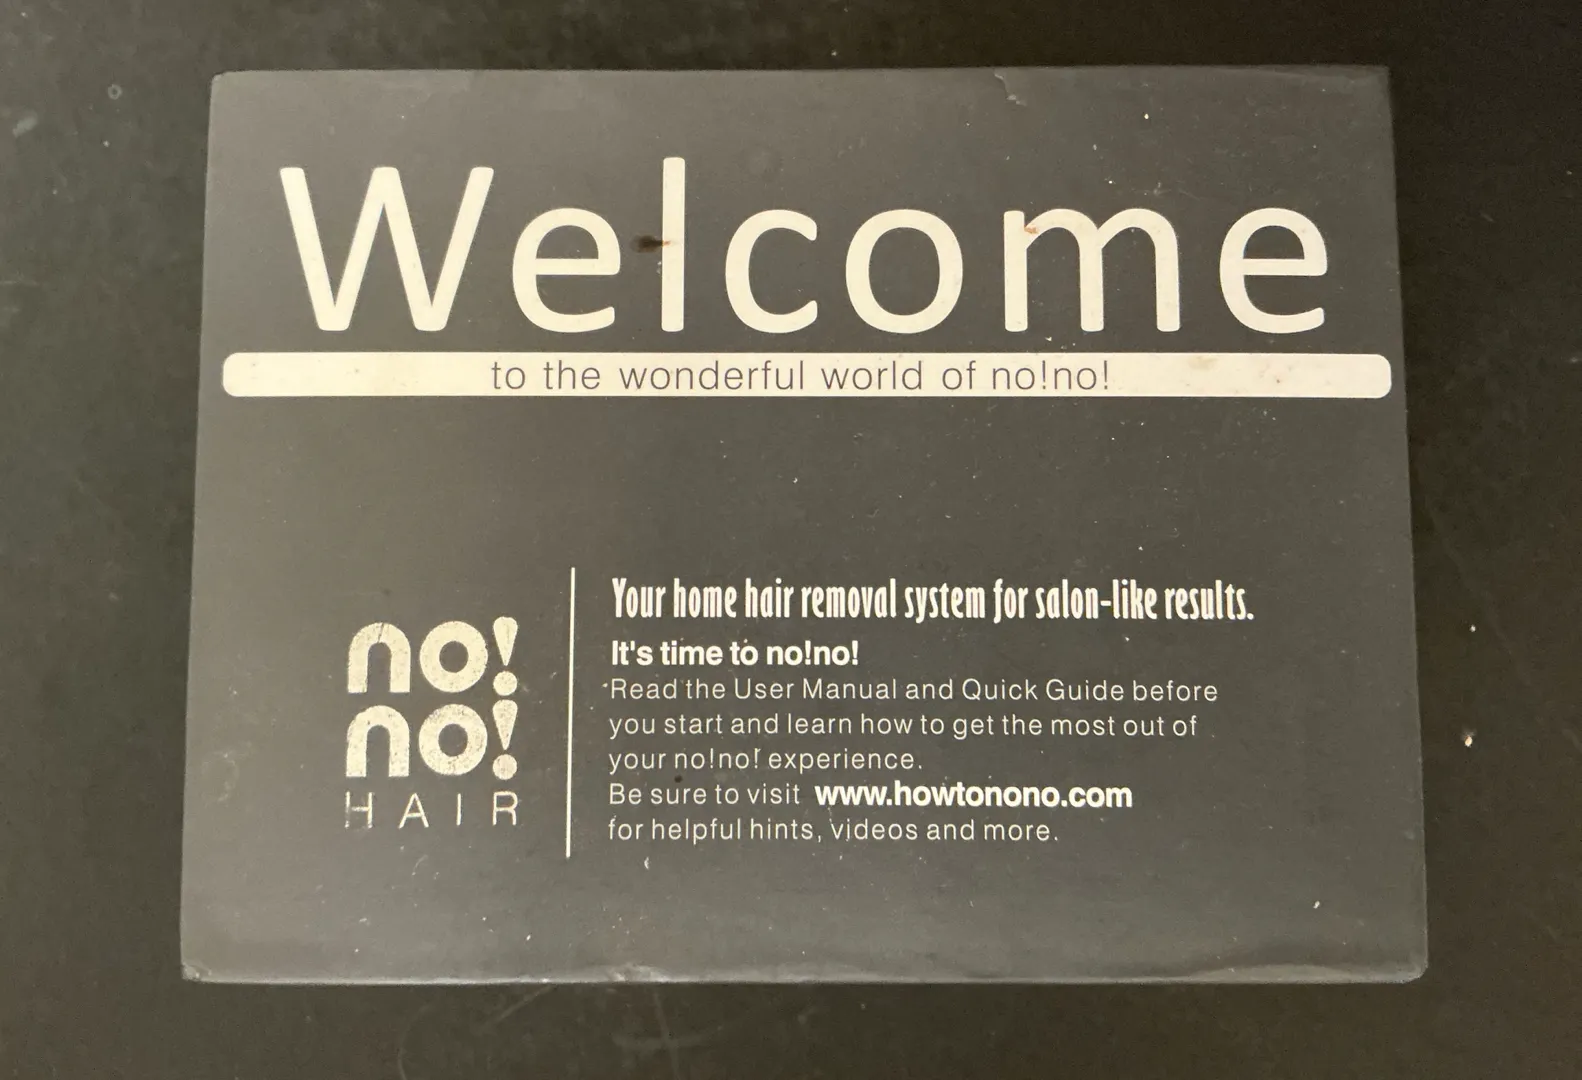 Welcome
to the wonderful world of no!no!
Your home hair removal system for salon-like results.
It's time to no!no!
Read the User Manual and Quick Guide before
you start and learn how to get the most out of
your no!no! experience.
Be sure to visit www.howtonono.com
for helpful hints, videos and more.
no!
no!
HAIR